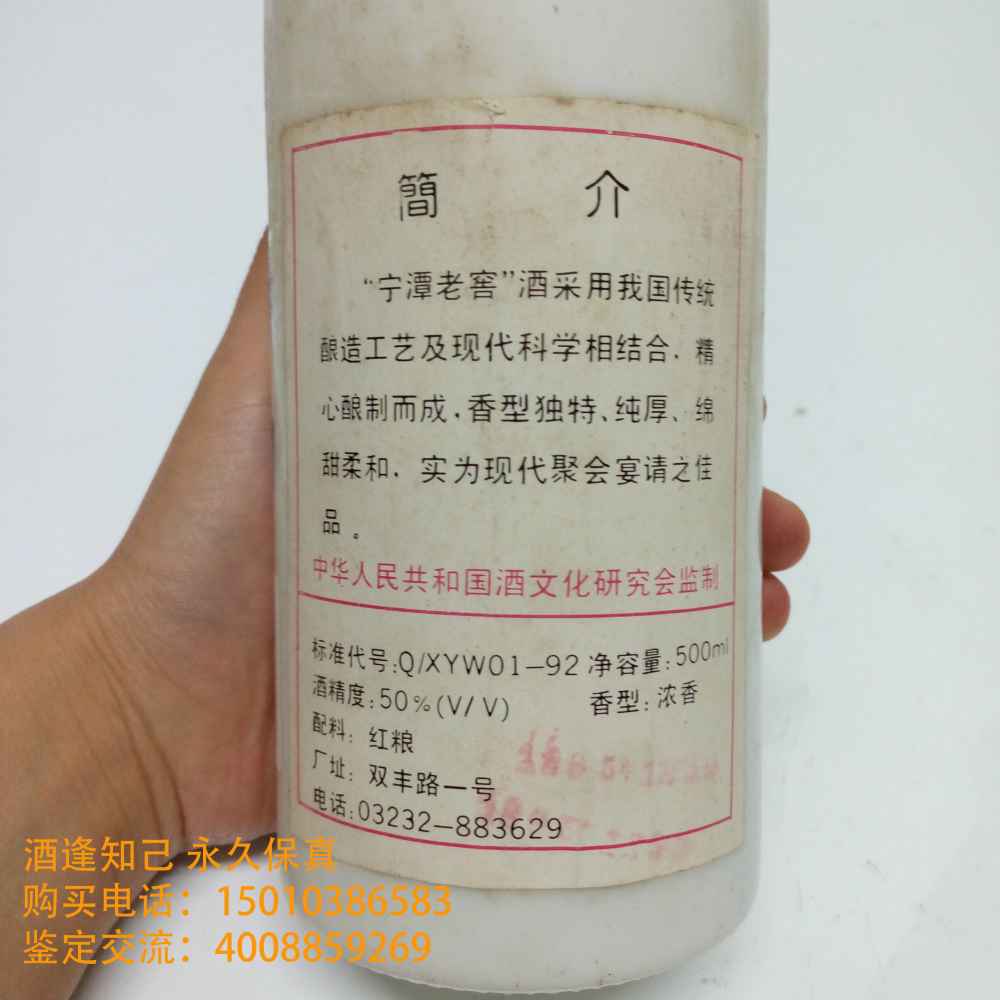 簡 介
“宁潭老窖”酒采用我国传统
酿造工艺及现代科学相结合，精
心酿制而成，香型独特、纯厚、绵
甜柔和，实为现代聚会宴请之佳
品。
中华人民共和国酒文化研究会监制
标准代号:Q/XYW01-92 净容量:500ml
酒精度:50%(V/V) 香型:浓香
配料: 红粮
厂址: 双丰路一号
电话:03232-883629
酒逢知己 永久保真
购买电话：15010386583
鉴定交流：4008859269